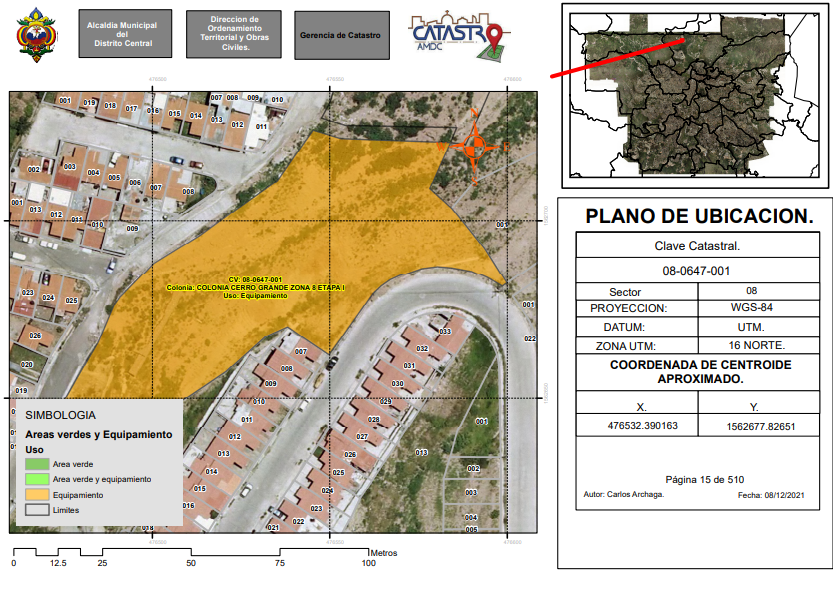 Alcaldia Municipal
del
Distrito Central
Direccion de
Ordenamiento
Territorial y Obras
Civiles.
Gerencia de Catastro
CATASTRO
AMDC
476500
476550
476600
001
019
018
017
016
015
014
013
012
011
007
008
009
010
002
003
004
005
006
007
008
001
013
012
011
010
009
001
CV: 08-0647-001
Colonia: COLONIA CERRO GRANDE ZONA 8 ETAPA I
Uso: Equipamiento
023
024
025
026
020
019
001
022
033
032
031
030
029
028
027
026
025
024
023
022
021
007
008
009
010
011
012
013
014
015
016
018
013
001
002
003
004
005
SIMBOLOGIA
Areas verdes y Equipamiento
Uso
Area verde
Area verde y equipamiento
Equipamiento
Limites
476500
476550
476600
Metros
0
12.5
25
50
75
100
PLANO DE UBICACION.
Clave Catastral.
08-0647-001
Sector
08
PROYECCION:
WGS-84
DATUM:
UTM.
ZONA UTM:
16 NORTE.
COORDENADA DE CENTROIDE
APROXIMADO.
X.
Y.
476532.390163
1562677.82651
Página 15 de 510
Autor: Carlos Archaga.
Fecha: 08/12/2021